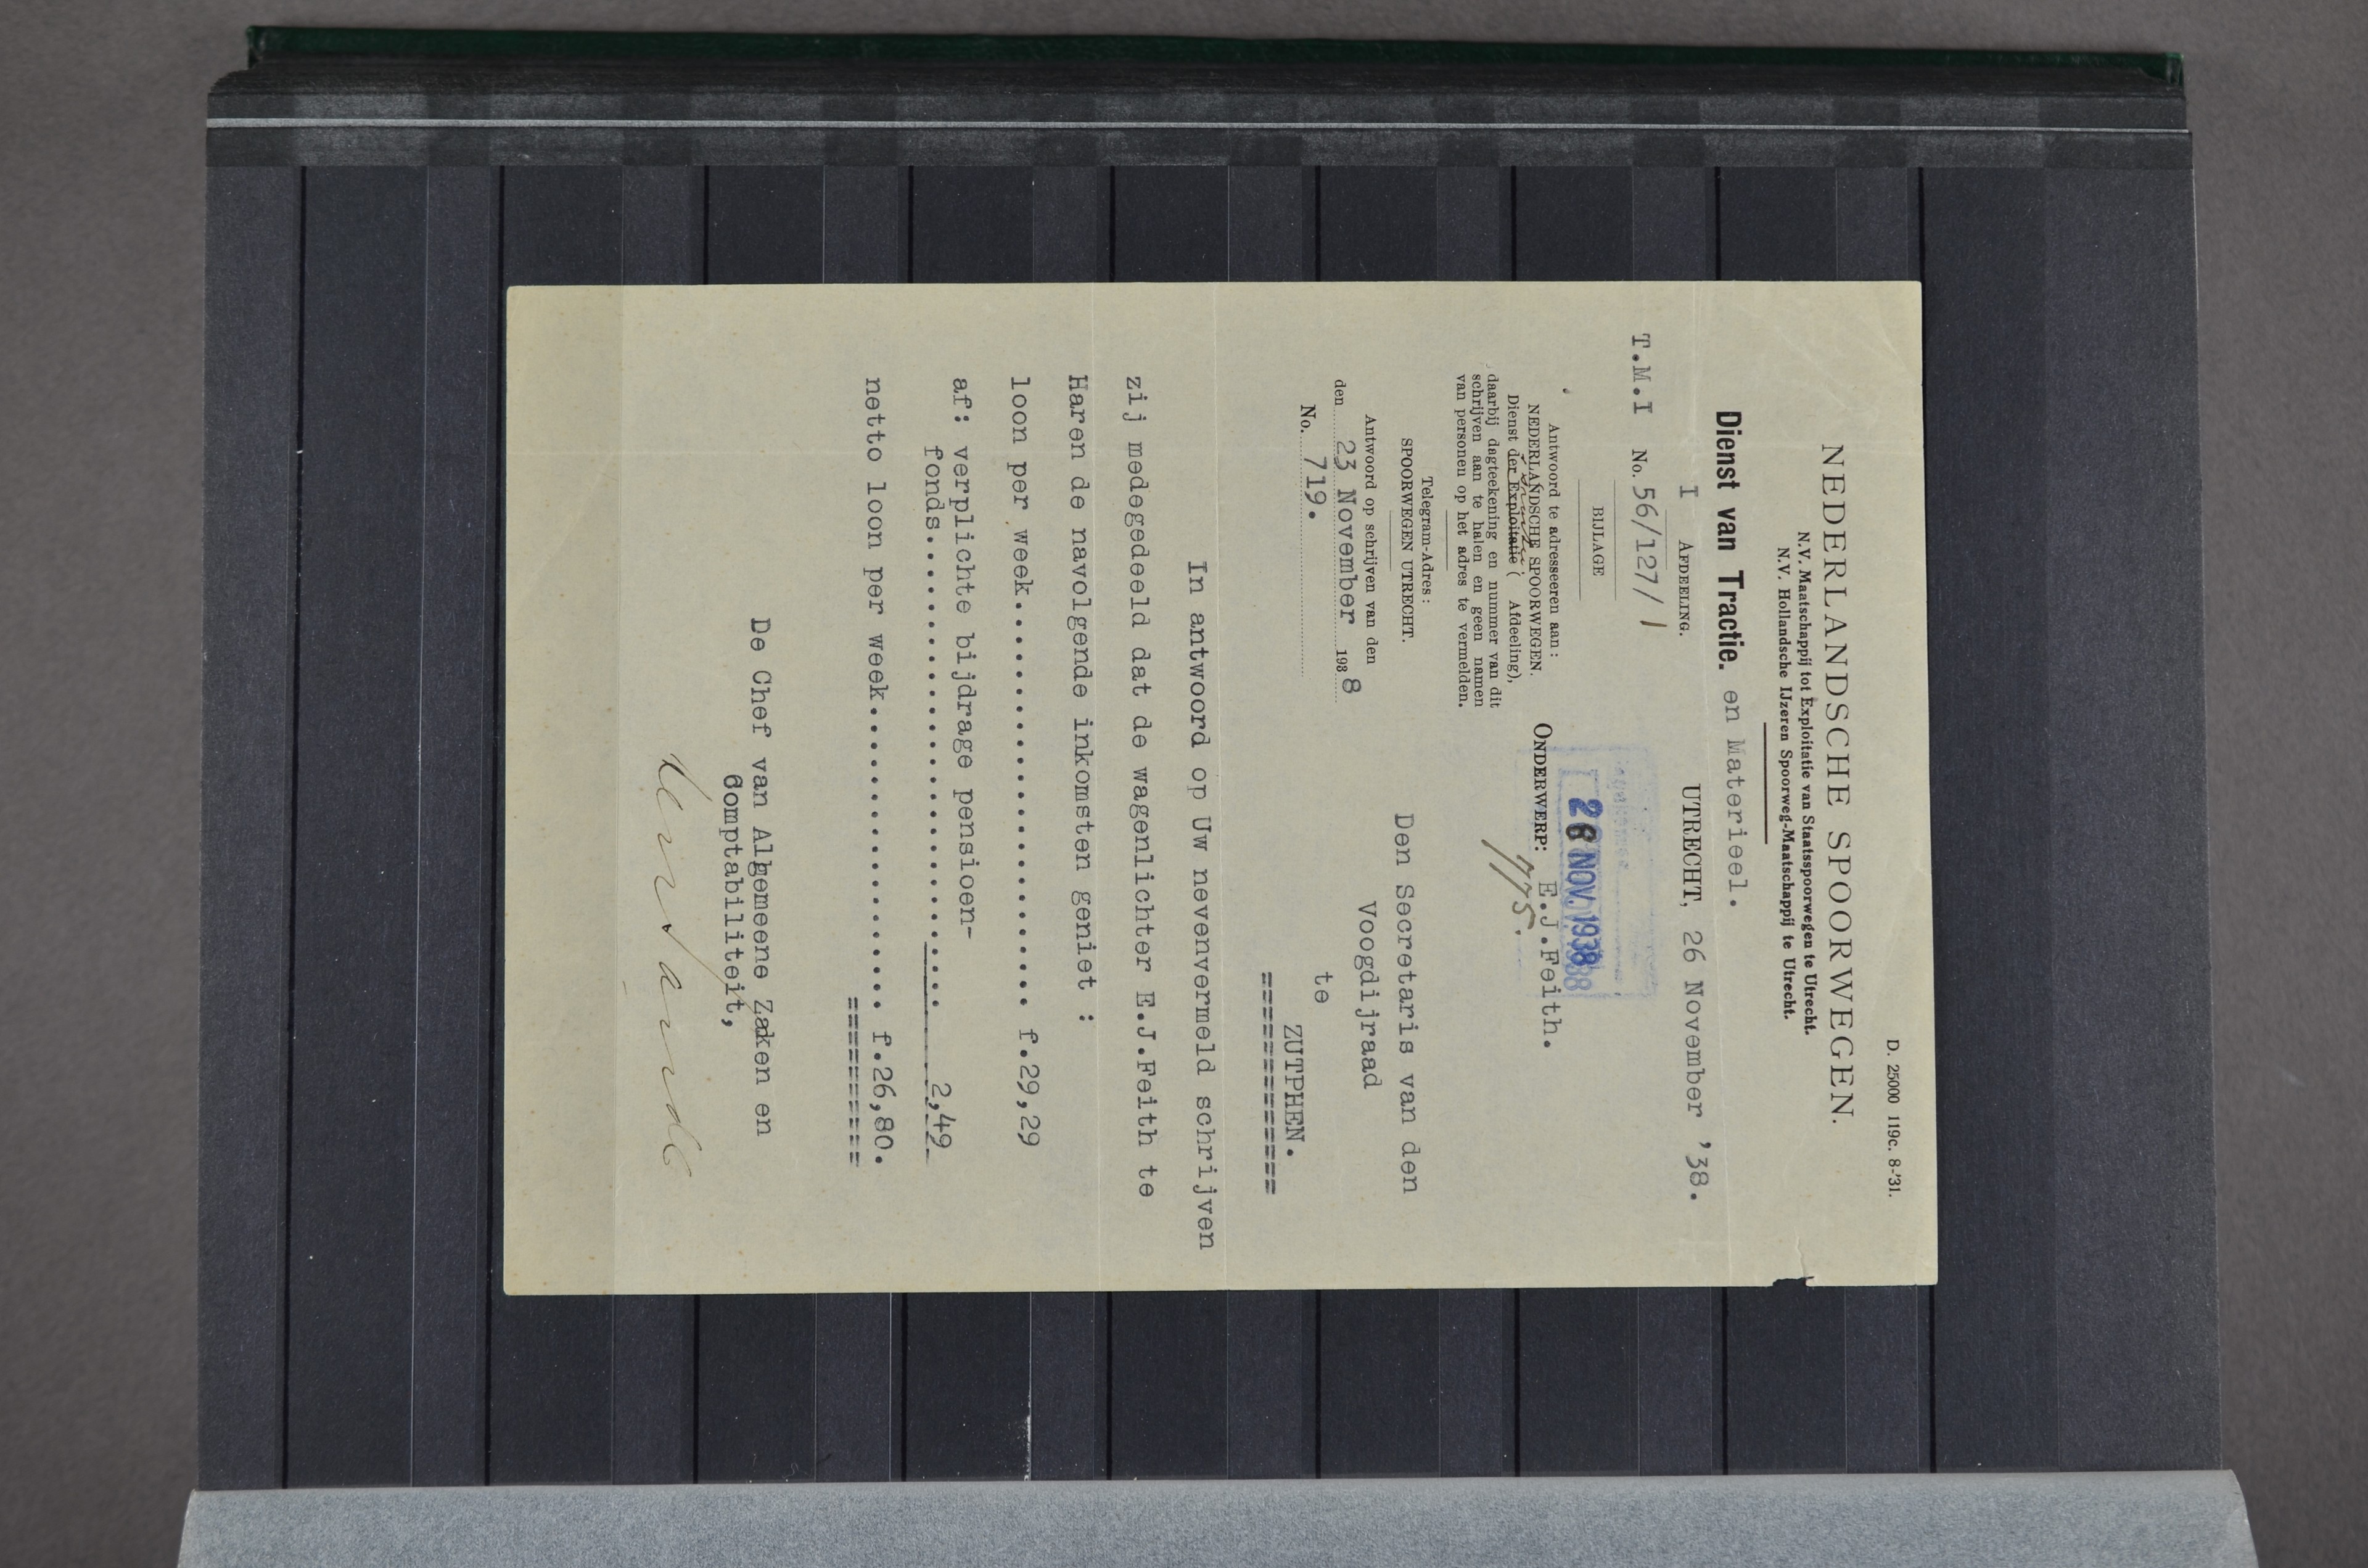 D. 25000 119c. 8-'31.
NEDERLANDSCHE SPOORWEGEN.
N.V. Maatschappij tot Exploitatie van Staatsspoorwegen te Utrecht.
N.V. Hollandsche IJzeren Spoorweg-Maatschappij te Utrecht.
Dienst van Tractie. en Materieel.
I AFDEELING.
UTRECHT, 26 November '38.
T.M.I No. 56/127/1
BIJLAGE
26 NOV. 1938
Antwoord te adresseeren aan:
NEDERLANDSCHE SPOORWEGEN.
Dienst der Exploitatie ( Afdeeling),
daarbij dagteekening en nummer van dit
schrijven aan te halen en geen namen
van personen op het adres te vermelden.
ONDERWERP: E.J.Feith.
Telegram-Adres:
SPOORWEGEN UTRECHT.
Antwoord op schrijven van den
den 23 November 1938
No. 719.
Den Secretaris van den
Voogdijraad
te
ZUTPHEN.
==============
In antwoord op Uw nevenvermeld schrijven
zij medegedeeld dat de wagenlichter E.J.Feith te
Haren de navolgende inkomsten geniet :
loon per week........................... f.29,29
af: verplichte bijdrage pensioen-
fonds............................... 2,49
netto loon per week.................... f.26,80.
===========
De Chef van Algemeene Zaken en
Comptabiliteit,